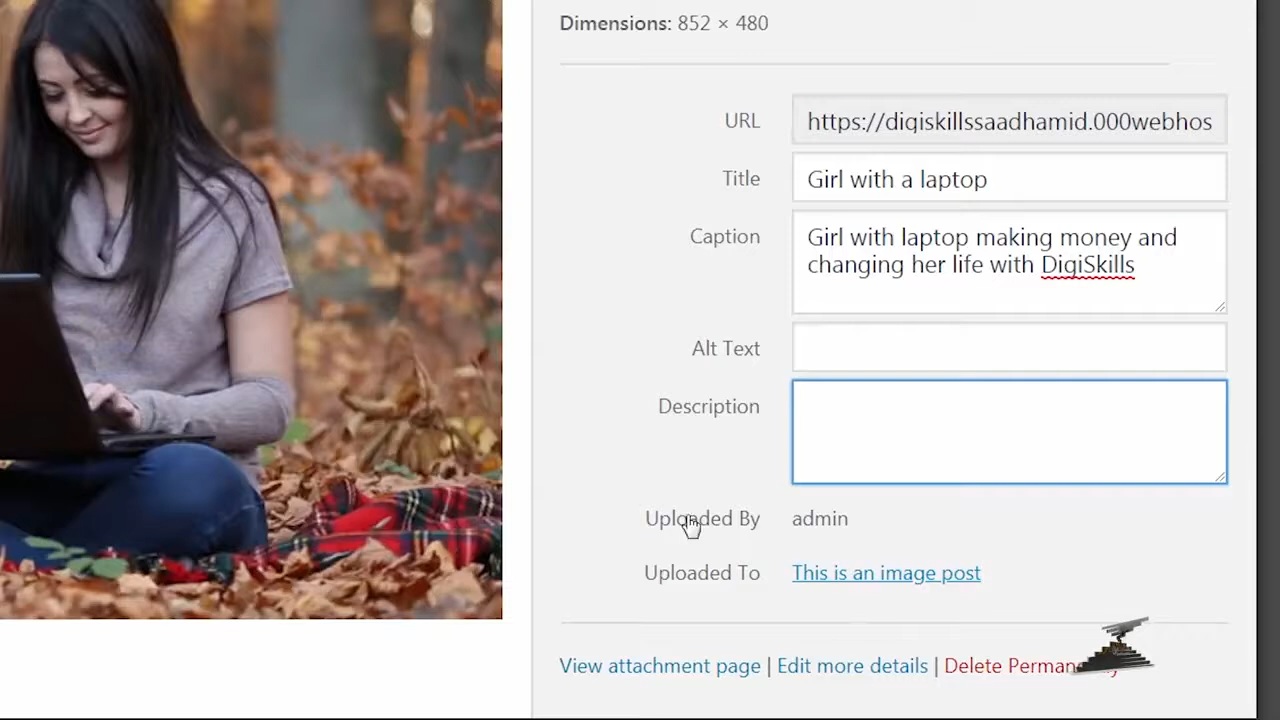 Dimensions: 852 × 480
URL
https://digiskillssaadhamid.000webhos
Title
Girl with a laptop
Caption
Girl with laptop making money and
changing her life with DigiSkills
Alt Text
Description
Uploaded By admin
Uploaded To This is an image post
View attachment page | Edit more details | Delete